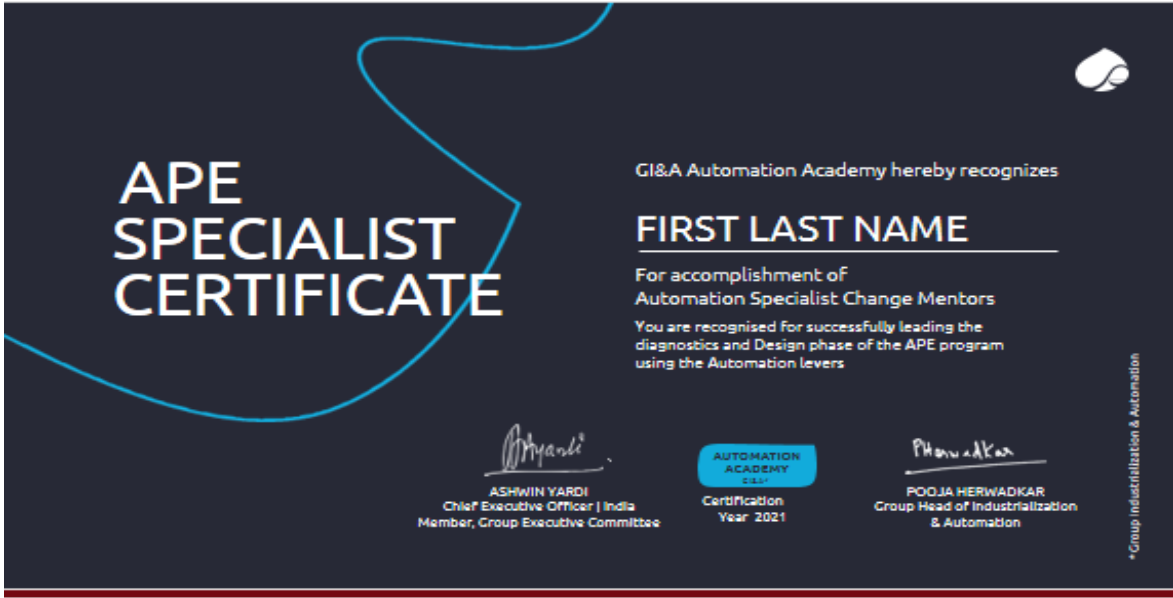 APE
SPECIALIST
CERTIFICATE
GI&A Automation Academy hereby recognizes
FIRST LAST NAME
For accomplishment of
Automation Specialist Change Mentors
You are recognised for successfully leading the
diagnostics and Design phase of the APE program
using the Automation levers
ASHWIN YARDI
Chief Executive Officer | India
Member, Group Executive Committee
AUTOMATION
ACADEMY
Certification
Year 2021
PHerwadkar
POOJA HERWADKAR
Group Head of Industrialization
& Automation
*Group Industrialization & Automation